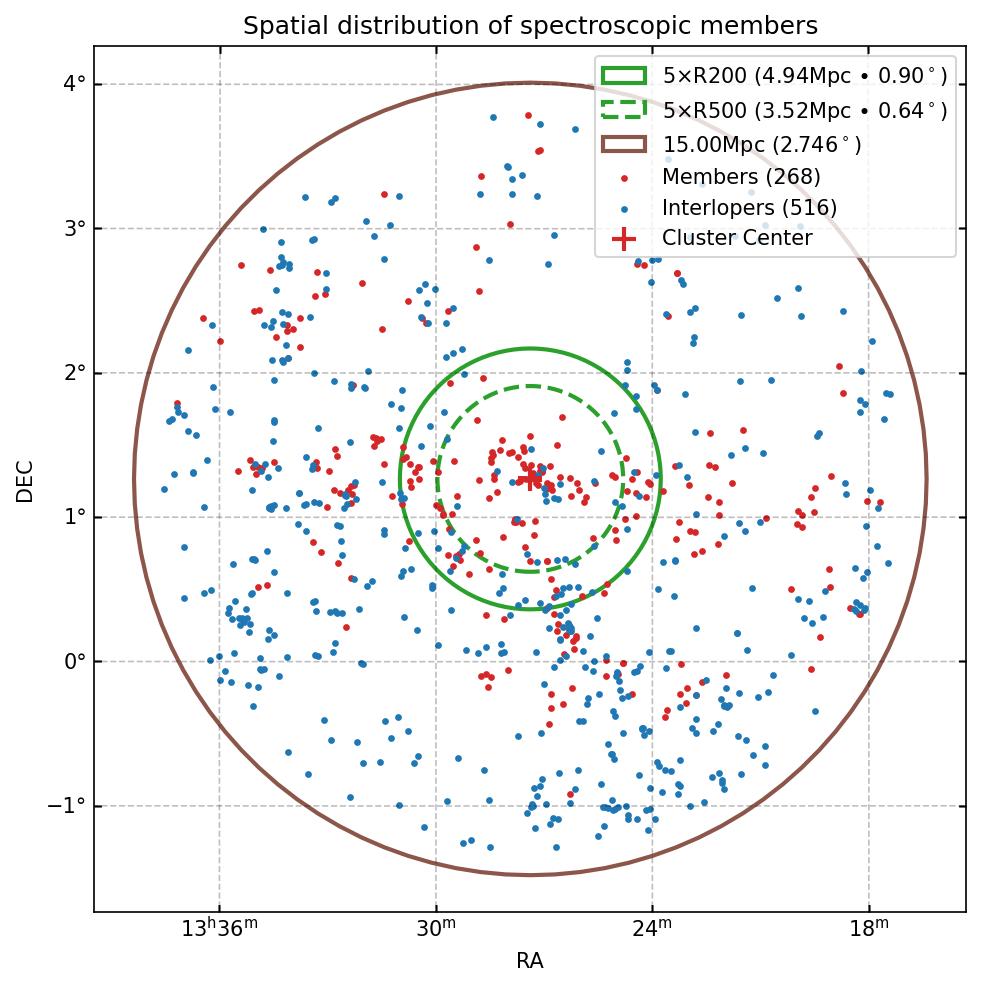 Spatial distribution of spectroscopic members
5×R200 (4.94Mpc • 0.90°)
5×R500 (3.52Mpc • 0.64°)
15.00Mpc (2.746°)
Members (268)
Interlopers (516)
Cluster Center
4°
3°
2°
1°
0°
−1°
DEC
13ʰ36ᵐ
30ᵐ
24ᵐ
18ᵐ
RA